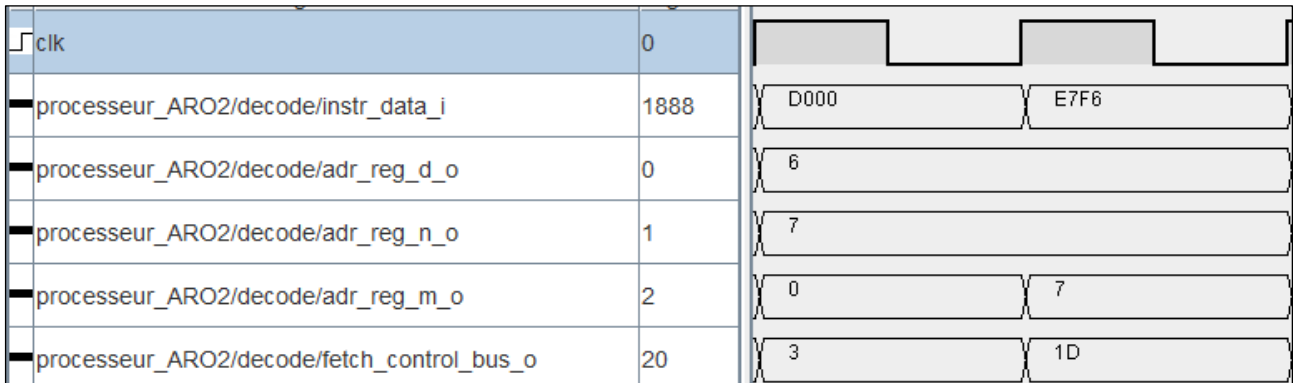 clk 0
processeur_ARO2/decode/instr_data_i 1888 D000 E7F6
processeur_ARO2/decode/adr_reg_d_o 0 6
processeur_ARO2/decode/adr_reg_n_o 1 7
processeur_ARO2/decode/adr_reg_m_o 2 0 7
processeur_ARO2/decode/fetch_control_bus_o 20 3 1D